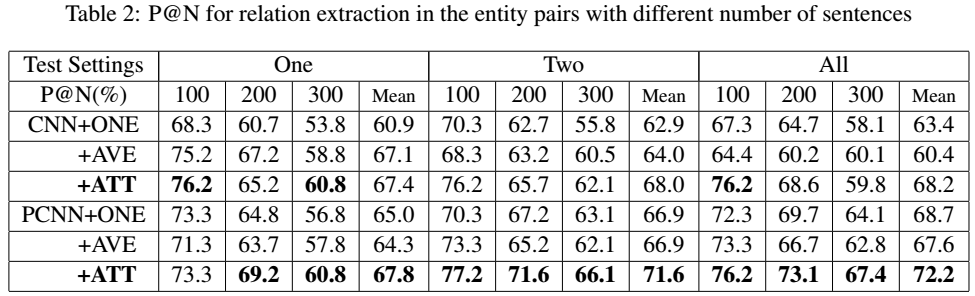 Table 2: P@N for relation extraction in the entity pairs with different number of sentences
Test Settings One Two All
P@N(%) 100 200 300 Mean 100 200 300 Mean 100 200 300 Mean
CNN+ONE 68.3 60.7 53.8 60.9 70.3 62.7 55.8 62.9 67.3 64.7 58.1 63.4
+AVE 75.2 67.2 58.8 67.1 68.3 63.2 60.5 64.0 64.4 60.2 60.1 60.4
+ATT 76.2 65.2 60.8 67.4 76.2 65.7 62.1 68.0 76.2 68.6 59.8 68.2
PCNN+ONE 73.3 64.8 56.8 65.0 70.3 67.2 63.1 66.9 72.3 69.7 64.1 68.7
+AVE 71.3 63.7 57.8 64.3 73.3 65.2 62.1 66.9 73.3 66.7 62.8 67.6
+ATT 73.3 69.2 60.8 67.8 77.2 71.6 66.1 71.6 76.2 73.1 67.4 72.2